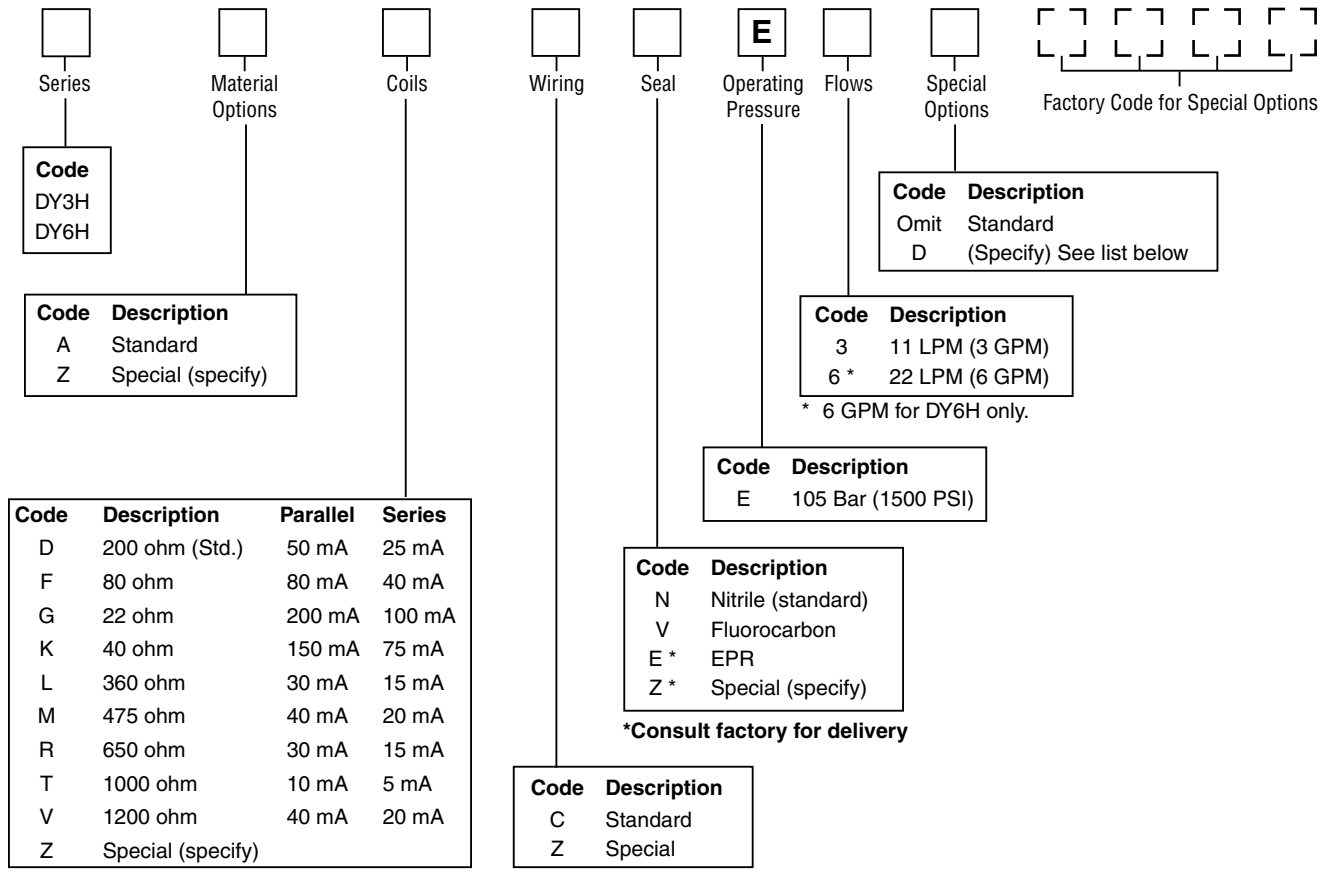 E
Series
Material
Options
Coils
Wiring
Seal
Operating
Pressure
Flows
Special
Options
Factory Code for Special Options
Code
DY3H
DY6H
Code Description
Omit Standard
D (Specify) See list below
Code Description
A Standard
Z Special (specify)
Code Description
3 11 LPM (3 GPM)
6 * 22 LPM (6 GPM)
* 6 GPM for DY6H only.
Code Description
E 105 Bar (1500 PSI)
Code Description Parallel Series
D 200 ohm (Std.) 50 mA 25 mA
F 80 ohm 80 mA 40 mA
G 22 ohm 200 mA 100 mA
K 40 ohm 150 mA 75 mA
L 360 ohm 30 mA 15 mA
M 475 ohm 40 mA 20 mA
R 650 ohm 30 mA 15 mA
T 1000 ohm 10 mA 5 mA
V 1200 ohm 40 mA 20 mA
Z Special (specify)
Code Description
N Nitrile (standard)
V Fluorocarbon
E * EPR
Z * Special (specify)
*Consult factory for delivery
Code Description
C Standard
Z Special